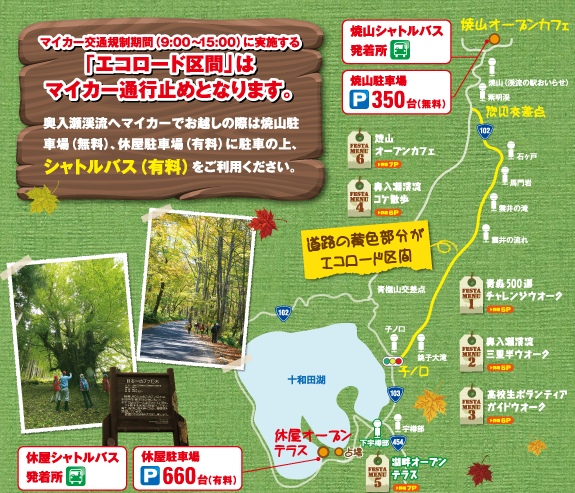 マイカー交通規制期間（9:00～15:00）に実施する
「エコロード区間」は
マイカー通行止めとなります。
奥入瀬渓流へマイカーでお越しの際は焼山駐
車場（無料）、休屋駐車場（有料）に駐車の上、
シャトルバス（有料）をご利用ください。
焼山シャトルバス
発着所
焼山駐車場
P 350台（無料）
焼山オープンカフェ
焼山（渓流の駅おいらせ）
紫明渓
惣辺交差点
102
石ヶ戸
馬門岩
雲井の滝
雲井の流れ
FESTA MENU 6
焼山
オープンカフェ
FESTA MENU 4
奥入瀬渓流
コケ散歩
道路の黄色部分が
エコロード区間
青橅山交差点
FESTA MENU 1
青森500選
チャレンジウオーク
FESTA MENU 2
奥入瀬渓流
三里半ウオーク
FESTA MENU 3
高校生ボランティア
ガイドウオーク
102
子ノ口
銚子大滝
子ノ口
103
十和田湖
宇樽部
下宇樽部
454
休屋オープン
テラス
占場
FESTA MENU 5
湖畔オープン
テラス
休屋シャトルバス
発着所
休屋駐車場
P 660台（有料）